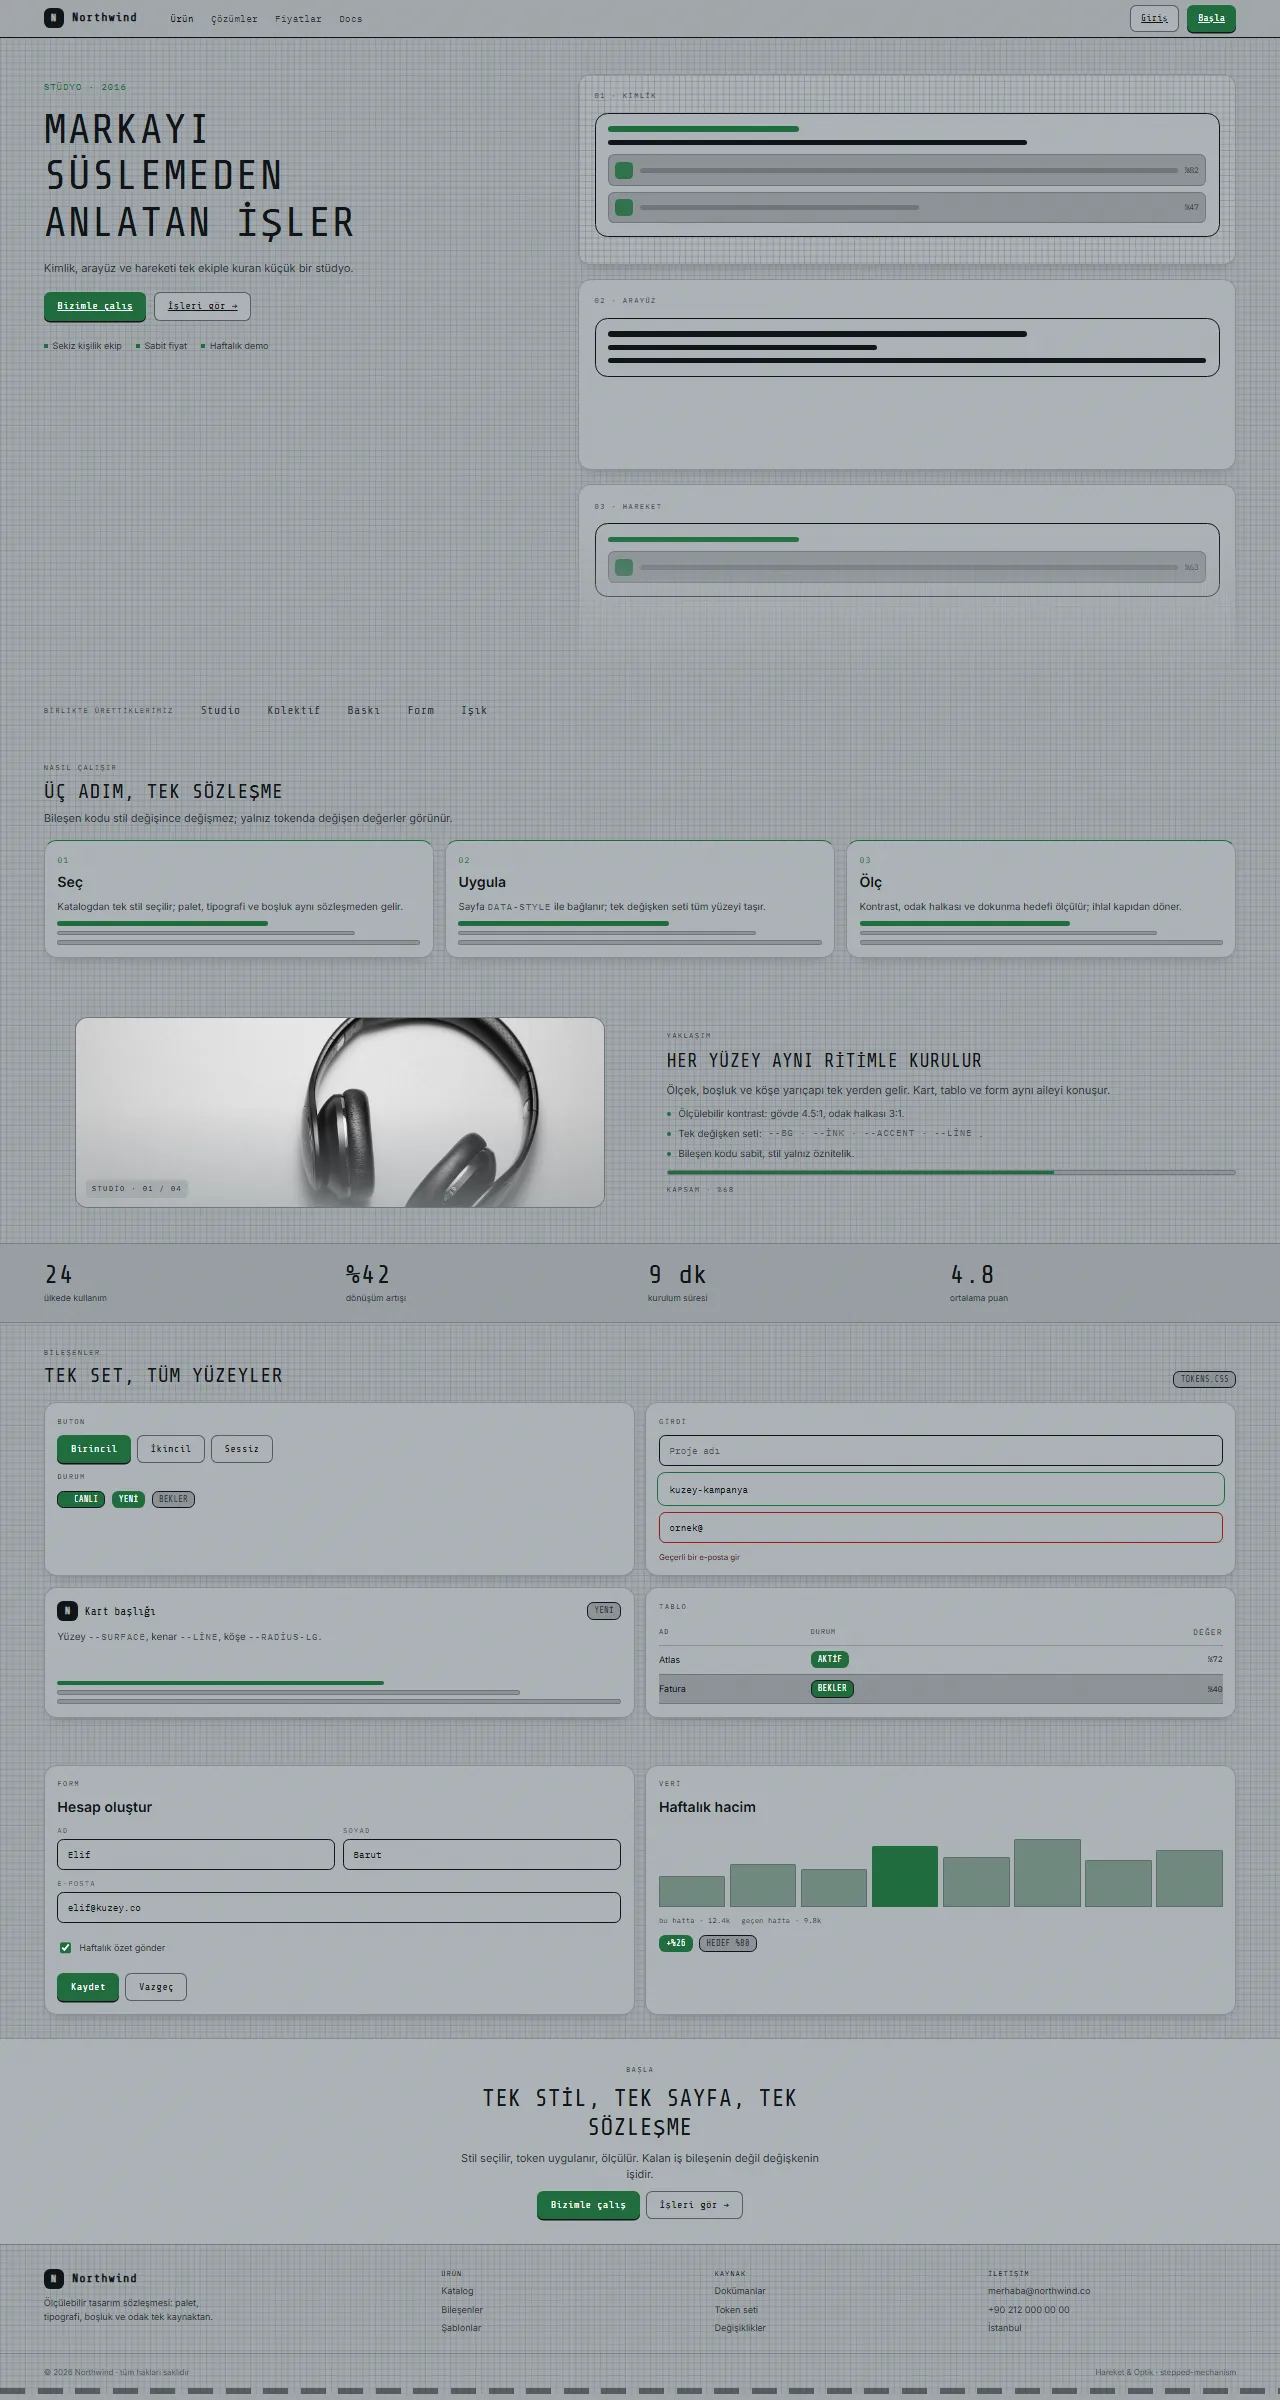 N Northwind Ürün Çözümler Fiyatlar Docs Giriş Başla
STÜDYO · 2016
MARKAYI
SÜSLEMEDEN
ANLATAN İŞLER
Kimlik, arayüz ve hareketi tek ekiple kuran küçük bir stüdyo.
Bizimle çalış İşleri gör →
Sekiz kişilik ekip Sabit fiyat Haftalık demo
01 · KİMLİK
%82
%47
02 · ARAYÜZ
03 · HAREKET
%63
BİRLİKTE ÜRETTİKLERİMİZ Studio Kolektif Baskı Form Işık
NASIL ÇALIŞIR
ÜÇ ADIM, TEK SÖZLEŞME
Bileşen kodu stil değişince değişmez; yalnız tokenda değişen değerler görünür.
01
Seç
Katalogdan tek stil seçilir; palet, tipografi ve boşluk aynı sözleşmeden gelir.
02
Uygula
Sayfa DATA-STYLE ile bağlanır; tek değişken seti tüm yüzeyi taşır.
03
Ölç
Kontrast, odak halkası ve dokunma hedefi ölçülür; ihlal kapıdan döner.
STUDIO · 01 / 04
YAKLAŞIM
HER YÜZEY AYNI RİTİMLE KURULUR
Ölçek, boşluk ve köşe yarıçapı tek yerden gelir. Kart, tablo ve form aynı aileyi konuşur.
Ölçülebilir kontrast: gövde 4.5:1, odak halkası 3:1.
Tek değişken seti: --BG · --İNK · --ACCENT · --LİNE .
Bileşen kodu sabit, stil yalnız öznitelik.
KAPSAM · %68
24
ülkede kullanım
%42
dönüşüm artışı
9 dk
kurulum süresi
4.8
ortalama puan
BİLEŞENLER
TEK SET, TÜM YÜZEYLER
TOKENS.CSS
BUTON
Birincil İkincil Sessiz
DURUM
CANLI YENİ BEKLER
GİRDİ
Proje adı
kuzey-kampanya
ornek@
Geçerli bir e-posta gir
N Kart başlığı YENİ
Yüzey --SURFACE, kenar --LİNE, köşe --RADİUS-LG.
TABLO
AD DURUM DEĞER
Atlas AKTİF %72
Fatura BEKLER %40
FORM
Hesap oluştur
AD SOYAD
Elif Barut
E-POSTA
elif@kuzey.co
Haftalık özet gönder
Kaydet Vazgeç
VERİ
Haftalık hacim
bu hafta · 12.4k geçen hafta · 9.8k
+%26 HEDEF %80
BAŞLA
TEK STİL, TEK SAYFA, TEK
SÖZLEŞME
Stil seçilir, token uygulanır, ölçülür. Kalan iş bileşenin değil değişkenin
işidir.
Bizimle çalış İşleri gör →
N Northwind
Ölçülebilir tasarım sözleşmesi: palet,
tipografi, boşluk ve odak tek kaynaktan.
ÜRÜN
Katalog
Bileşenler
Şablonlar
KAYNAK
Dokümanlar
Token seti
Değişiklikler
İLETİŞİM
merhaba@northwind.co
+90 212 000 00 00
İstanbul
© 2026 Northwind · tüm hakları saklıdır
Hareket & Optik · stepped-mechanism